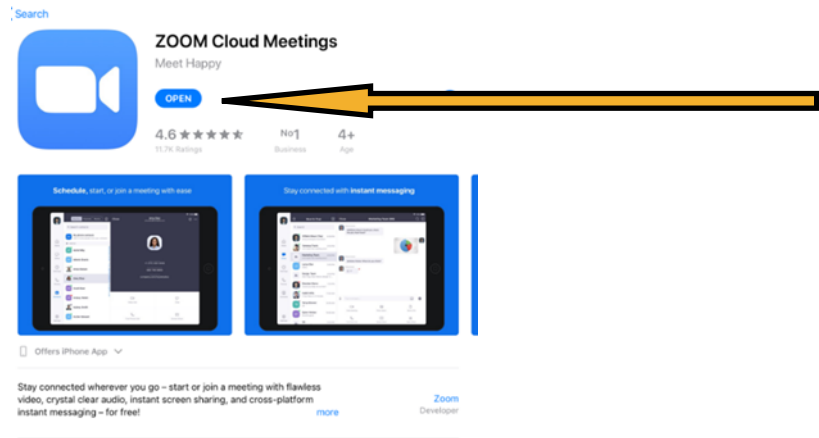 Search
ZOOM Cloud Meetings
Meet Happy
OPEN
4.6 ★★★★★ No1 4+
11.7K Ratings Business Age
Schedule, start, or join a meeting with ease
Stay connected with instant messaging
Offers iPhone App
Stay connected wherever you go – start or join a meeting with flawless
video, crystal clear audio, instant screen sharing, and cross-platform
instant messaging – for free!
more
Zoom
Developer